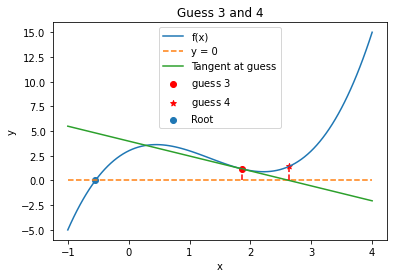 Guess 3 and 4
f(x)
y = 0
Tangent at guess
guess 3
guess 4
Root
15.0
12.5
10.0
7.5
5.0
2.5
0.0
−2.5
−5.0
y
−1 0 1 2 3 4
x